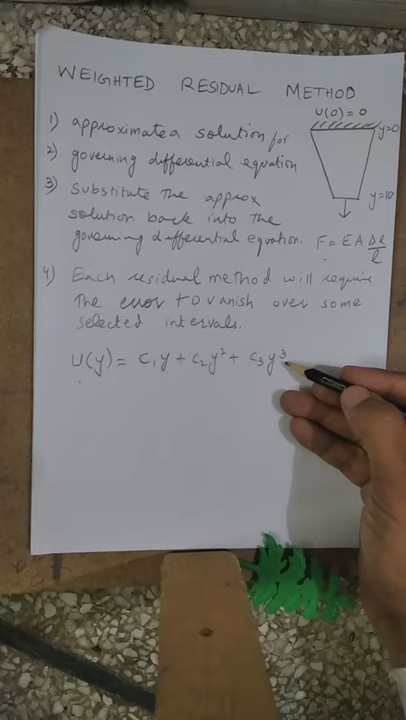 WEIGHTED RESIDUAL METHOD
U(0) = 0
y=0
1) approximate a solution for
2) governing differential equation
3) Substitute the approx
y=10
solution back into the
governing differential equation.
F = EA Δl/l
4) Each residual method will require
the error to vanish over some
selected intervals.
U(y) = C₁y + C₂y² + C₃y³